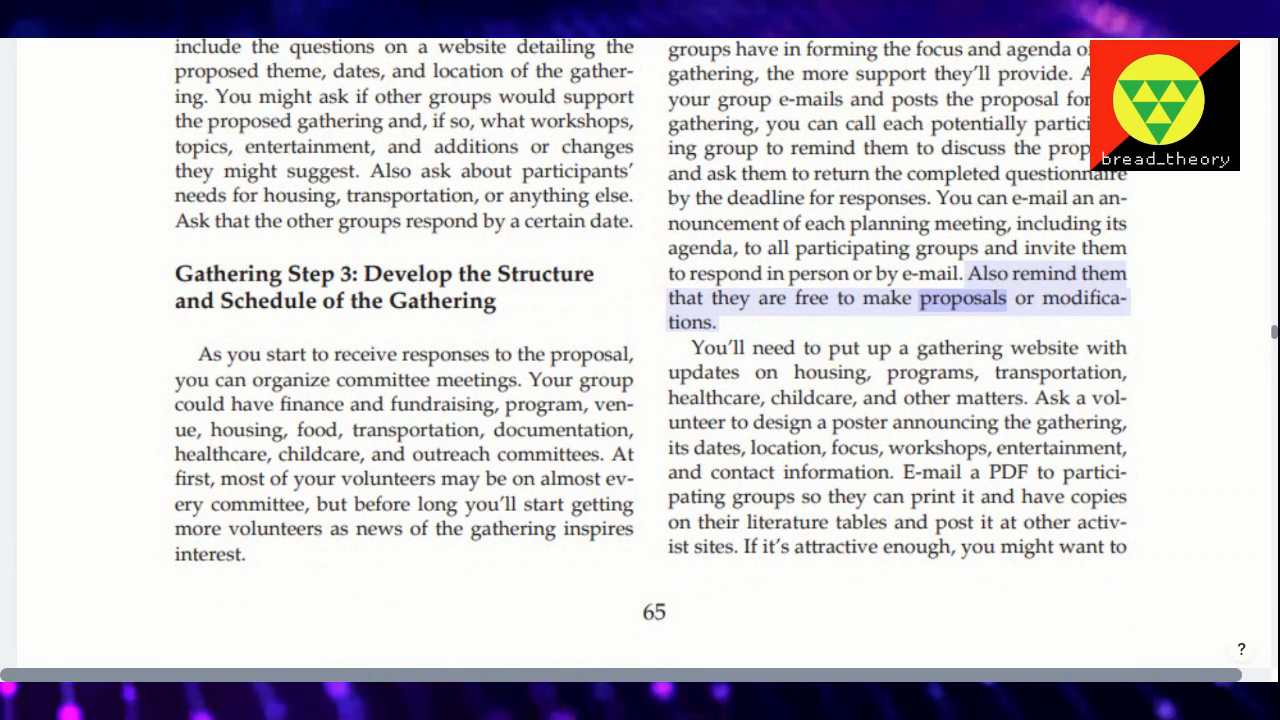 include the questions on a website detailing the
proposed theme, dates, and location of the gather-
ing. You might ask if other groups would support
the proposed gathering and, if so, what workshops,
topics, entertainment, and additions or changes
they might suggest. Also ask about participants’
needs for housing, transportation, or anything else.
Ask that the other groups respond by a certain date.
Gathering Step 3: Develop the Structure
and Schedule of the Gathering
As you start to receive responses to the proposal,
you can organize committee meetings. Your group
could have finance and fundraising, program, ven-
ue, housing, food, transportation, documentation,
healthcare, childcare, and outreach committees. At
first, most of your volunteers may be on almost ev-
ery committee, but before long you’ll start getting
more volunteers as news of the gathering inspires
interest.
groups have in forming the focus and agenda
gathering, the more support they’ll provide.
your group e-mails and posts the proposal for
gathering, you can call each potentially partici
ing group to remind them to discuss the prop
and ask them to return the completed questionnaire
by the deadline for responses. You can e-mail an an-
nouncement of each planning meeting, including its
agenda, to all participating groups and invite them
to respond in person or by e-mail. Also remind them
that they are free to make proposals or modifica-
tions.
You’ll need to put up a gathering website with
updates on housing, programs, transportation,
healthcare, childcare, and other matters. Ask a vol-
unteer to design a poster announcing the gathering,
its dates, location, focus, workshops, entertainment,
and contact information. E-mail a PDF to partici-
pating groups so they can print it and have copies
on their literature tables and post it at other activ-
ist sites. If it’s attractive enough, you might want to
65
bread_theory
?